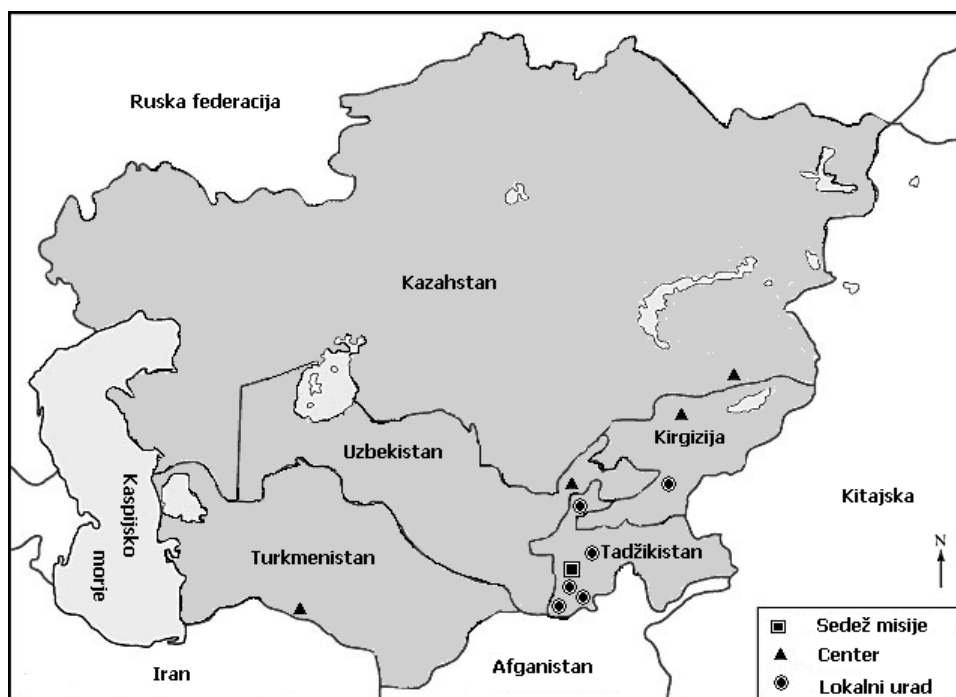 Ruska federacija
Kazahstan
Kirgizija
Uzbekistan
Kitajska
Kaspijsko
morje
Turkmenistan
Tadžikistan
N
Iran
Afganistan
Sedež misije
Center
Lokalni urad